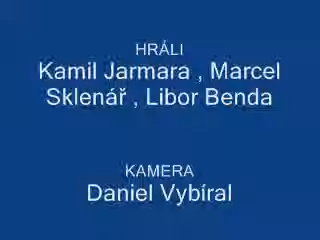 HRÁLI
Kamil Jarmara , Marcel
Sklenář , Libor Benda
KAMERA
Daniel Vybíral